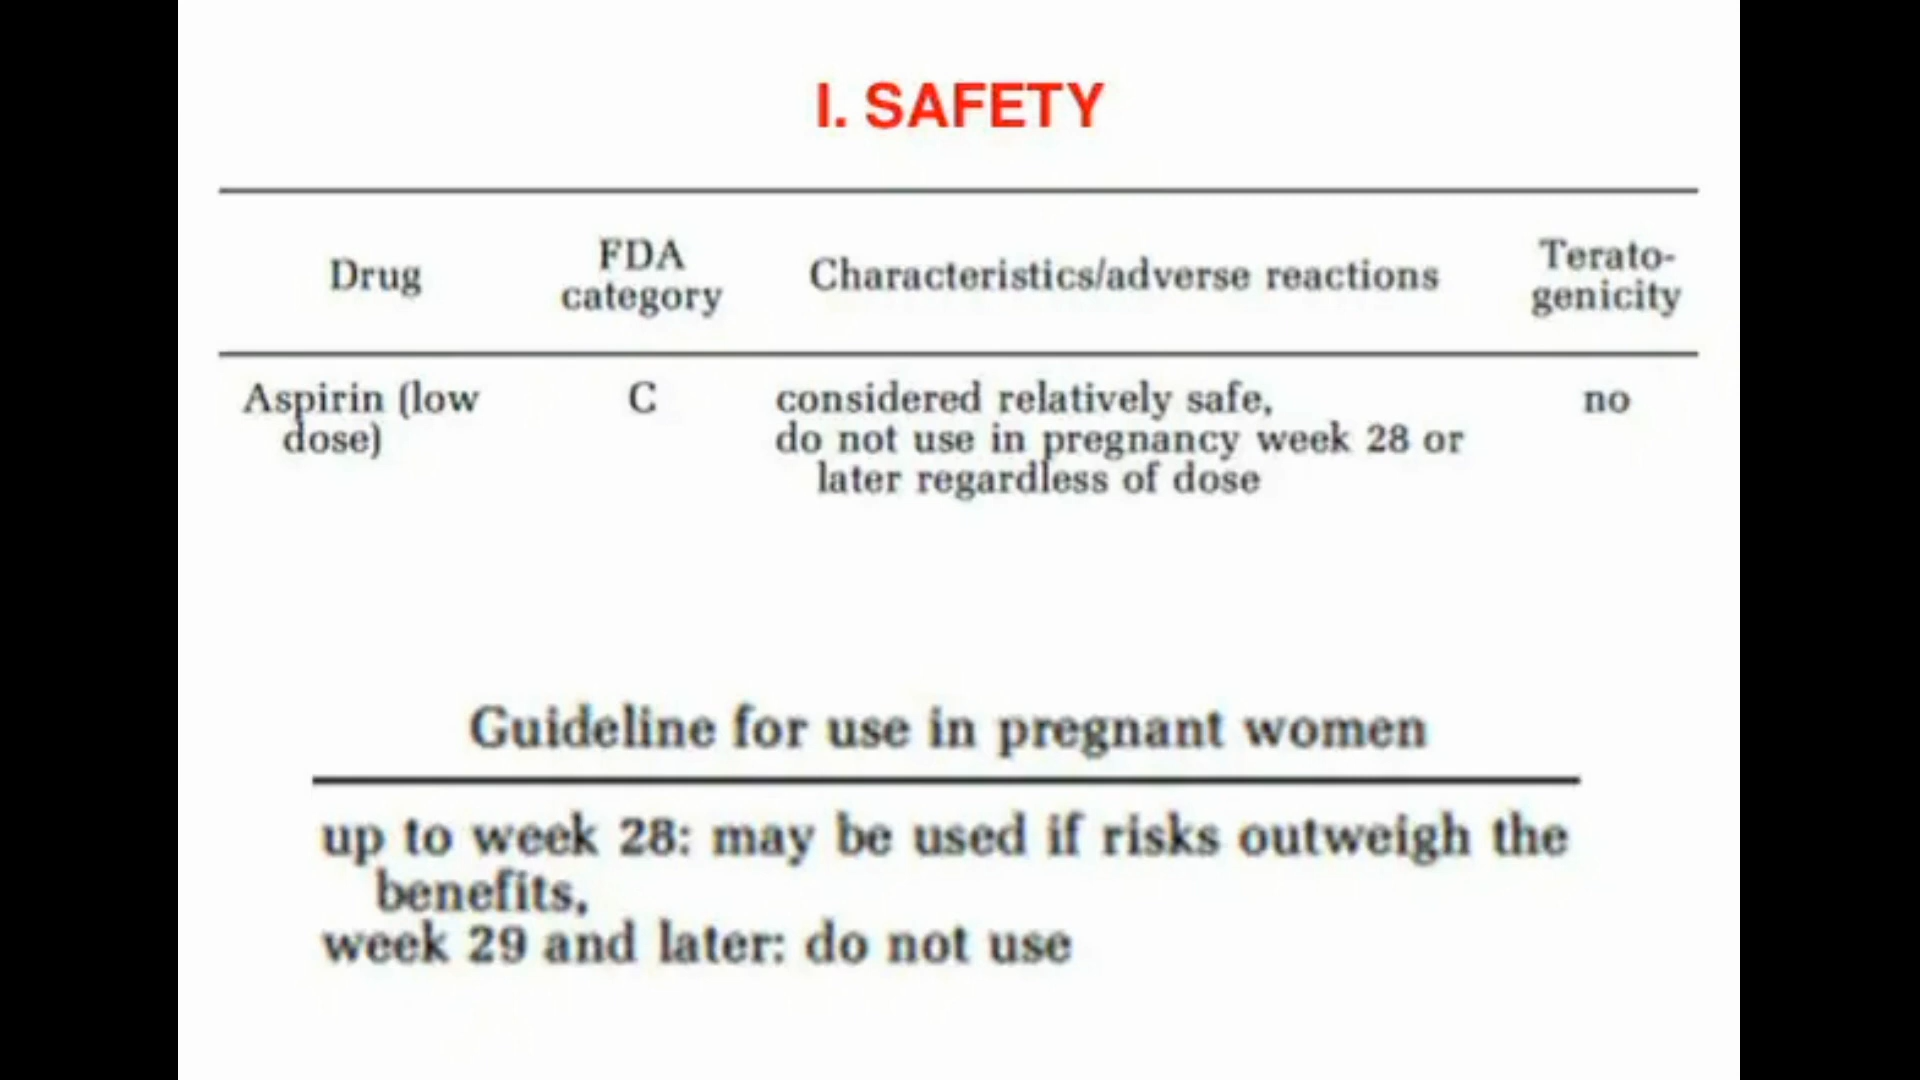 I. SAFETY
Drug
FDA
category
Characteristics/adverse reactions
Terato-
genicity
Aspirin (low
dose)
C
considered relatively safe,
do not use in pregnancy week 28 or
later regardless of dose
no
Guideline for use in pregnant women
up to week 28: may be used if risks outweigh the
benefits,
week 29 and later: do not use